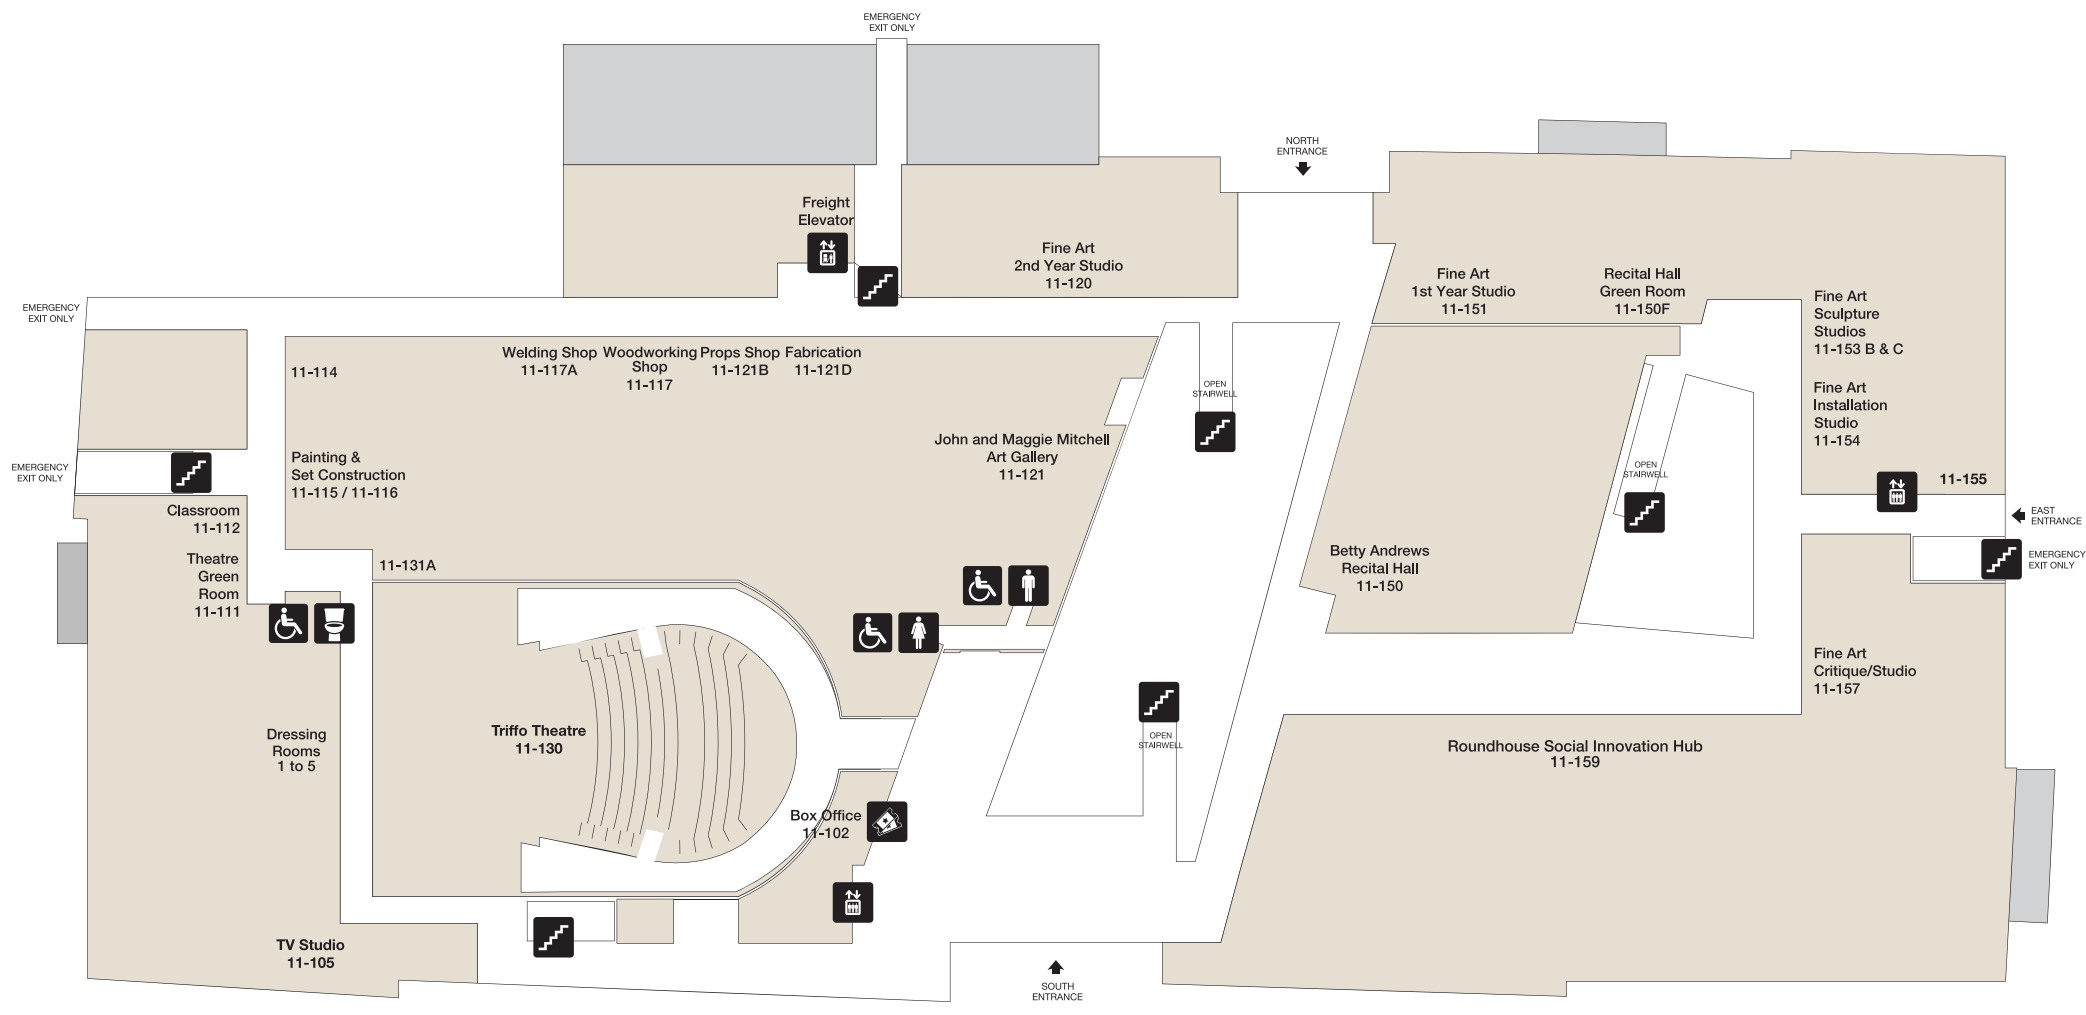 EMERGENCY
EXIT ONLY
NORTH
ENTRANCE
Freight
Elevator
Fine Art
2nd Year Studio
11-120
Fine Art
1st Year Studio
11-151
Recital Hall
Green Room
11-150F
Fine Art
Sculpture
Studios
11-153 B & C
Fine Art
Installation
Studio
11-154
11-155
EMERGENCY
EXIT ONLY
11-114
Welding Shop
11-117A
Woodworking
Shop
11-117
Props Shop
11-121B
Fabrication
11-121D
OPEN
STAIRWELL
John and Maggie Mitchell
Art Gallery
11-121
Painting &
Set Construction
11-115 / 11-116
EMERGENCY
EXIT ONLY
OPEN
STAIRWELL
Classroom
11-112
Theatre
Green
Room
11-111
11-131A
Betty Andrews
Recital Hall
11-150
EAST
ENTRANCE
EMERGENCY
EXIT ONLY
Fine Art
Critique/Studio
11-157
Triffo Theatre
11-130
Dressing
Rooms
1 to 5
OPEN
STAIRWELL
Roundhouse Social Innovation Hub
11-159
Box Office
11-102
TV Studio
11-105
SOUTH
ENTRANCE